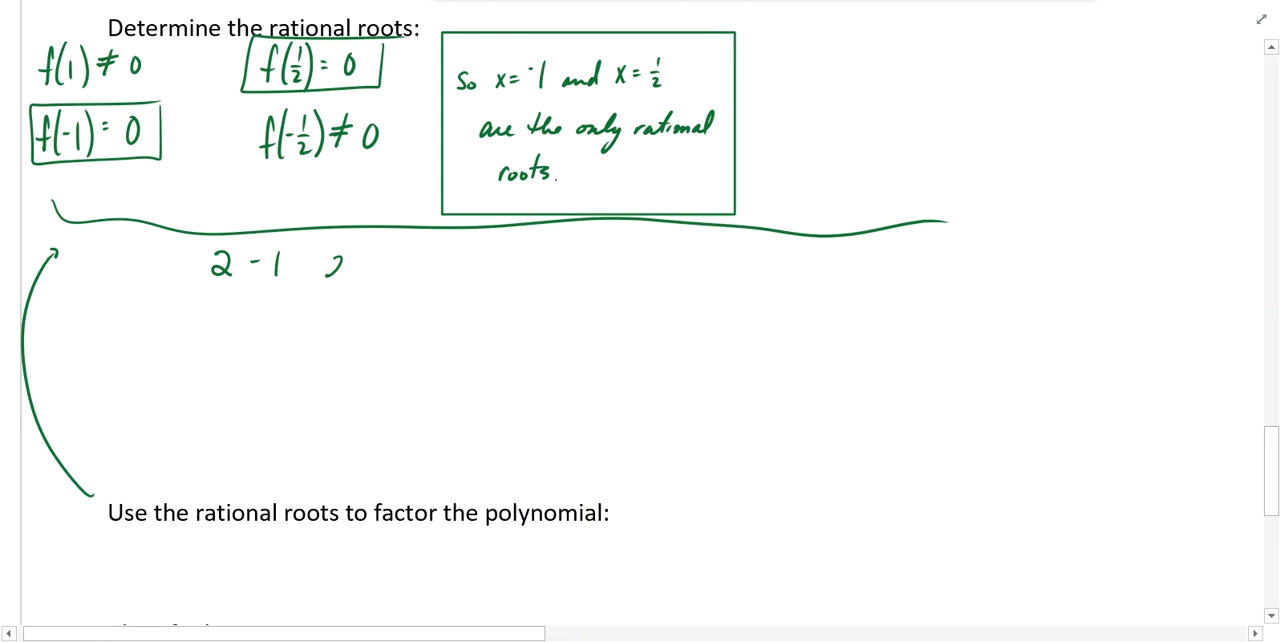 Determine the rational roots:
f(1) ≠ 0
f(1/2) = 0
f(-1) = 0
f(-1/2) ≠ 0
So x = -1 and x = 1/2
are the only rational
roots.
2 -1
Use the rational roots to factor the polynomial: